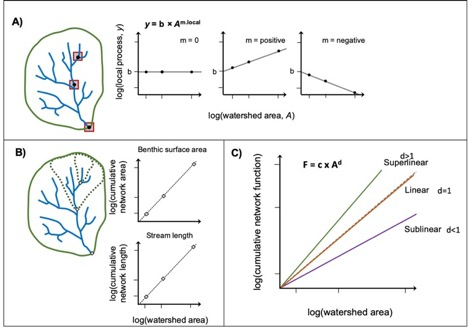 A)
y = b × A^m.local
m = 0
m = positive
m = negative
log(local process, y)
b
b
b
log(watershed area, A)
B)
Benthic surface area
log(cumulative
network area)
Stream length
log(cumulative
network length)
log(watershed area)
C)
F = c x A^d
d>1
Superlinear
Linear d=1
Sublinear d<1
log(cumulative network function)
log(watershed area)